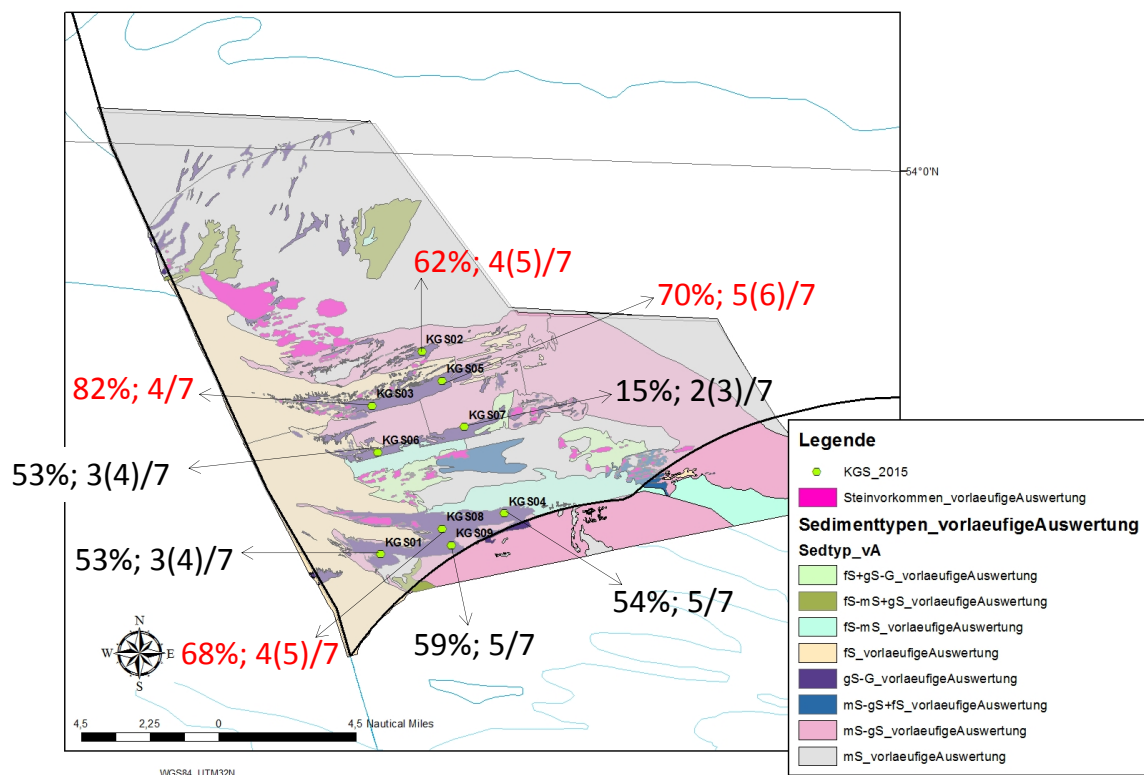 54°0'N
62%; 4(5)/7
70%; 5(6)/7
KGS02
KGS05
82%; 4/7
KGS03
15%; 2(3)/7
KGS07
KGS06
53%; 3(4)/7
KGS04
KGS08
KGS09
KGS01
53%; 3(4)/7
54%; 5/7
68%; 4(5)/7
59%; 5/7
N
W E
S
4,5 2,25 0 4,5 Nautical Miles
WGS84_UTM32N
Legende
KGS_2015
Steinvorkommen_vorlaeufigeAuswertung
Sedimenttypen_vorlaeufigeAuswertung
Sedtyp_vA
fS+gS-G_vorlaeufigeAuswertung
fS-mS+gS_vorlaeufigeAuswertung
fS-mS_vorlaeufigeAuswertung
fS_vorlaeufigeAuswertung
gS-G_vorlaeufigeAuswertung
mS-gS+fS_vorlaeufigeAuswertung
mS-gS_vorlaeufigeAuswertung
mS_vorlaeufigeAuswertung